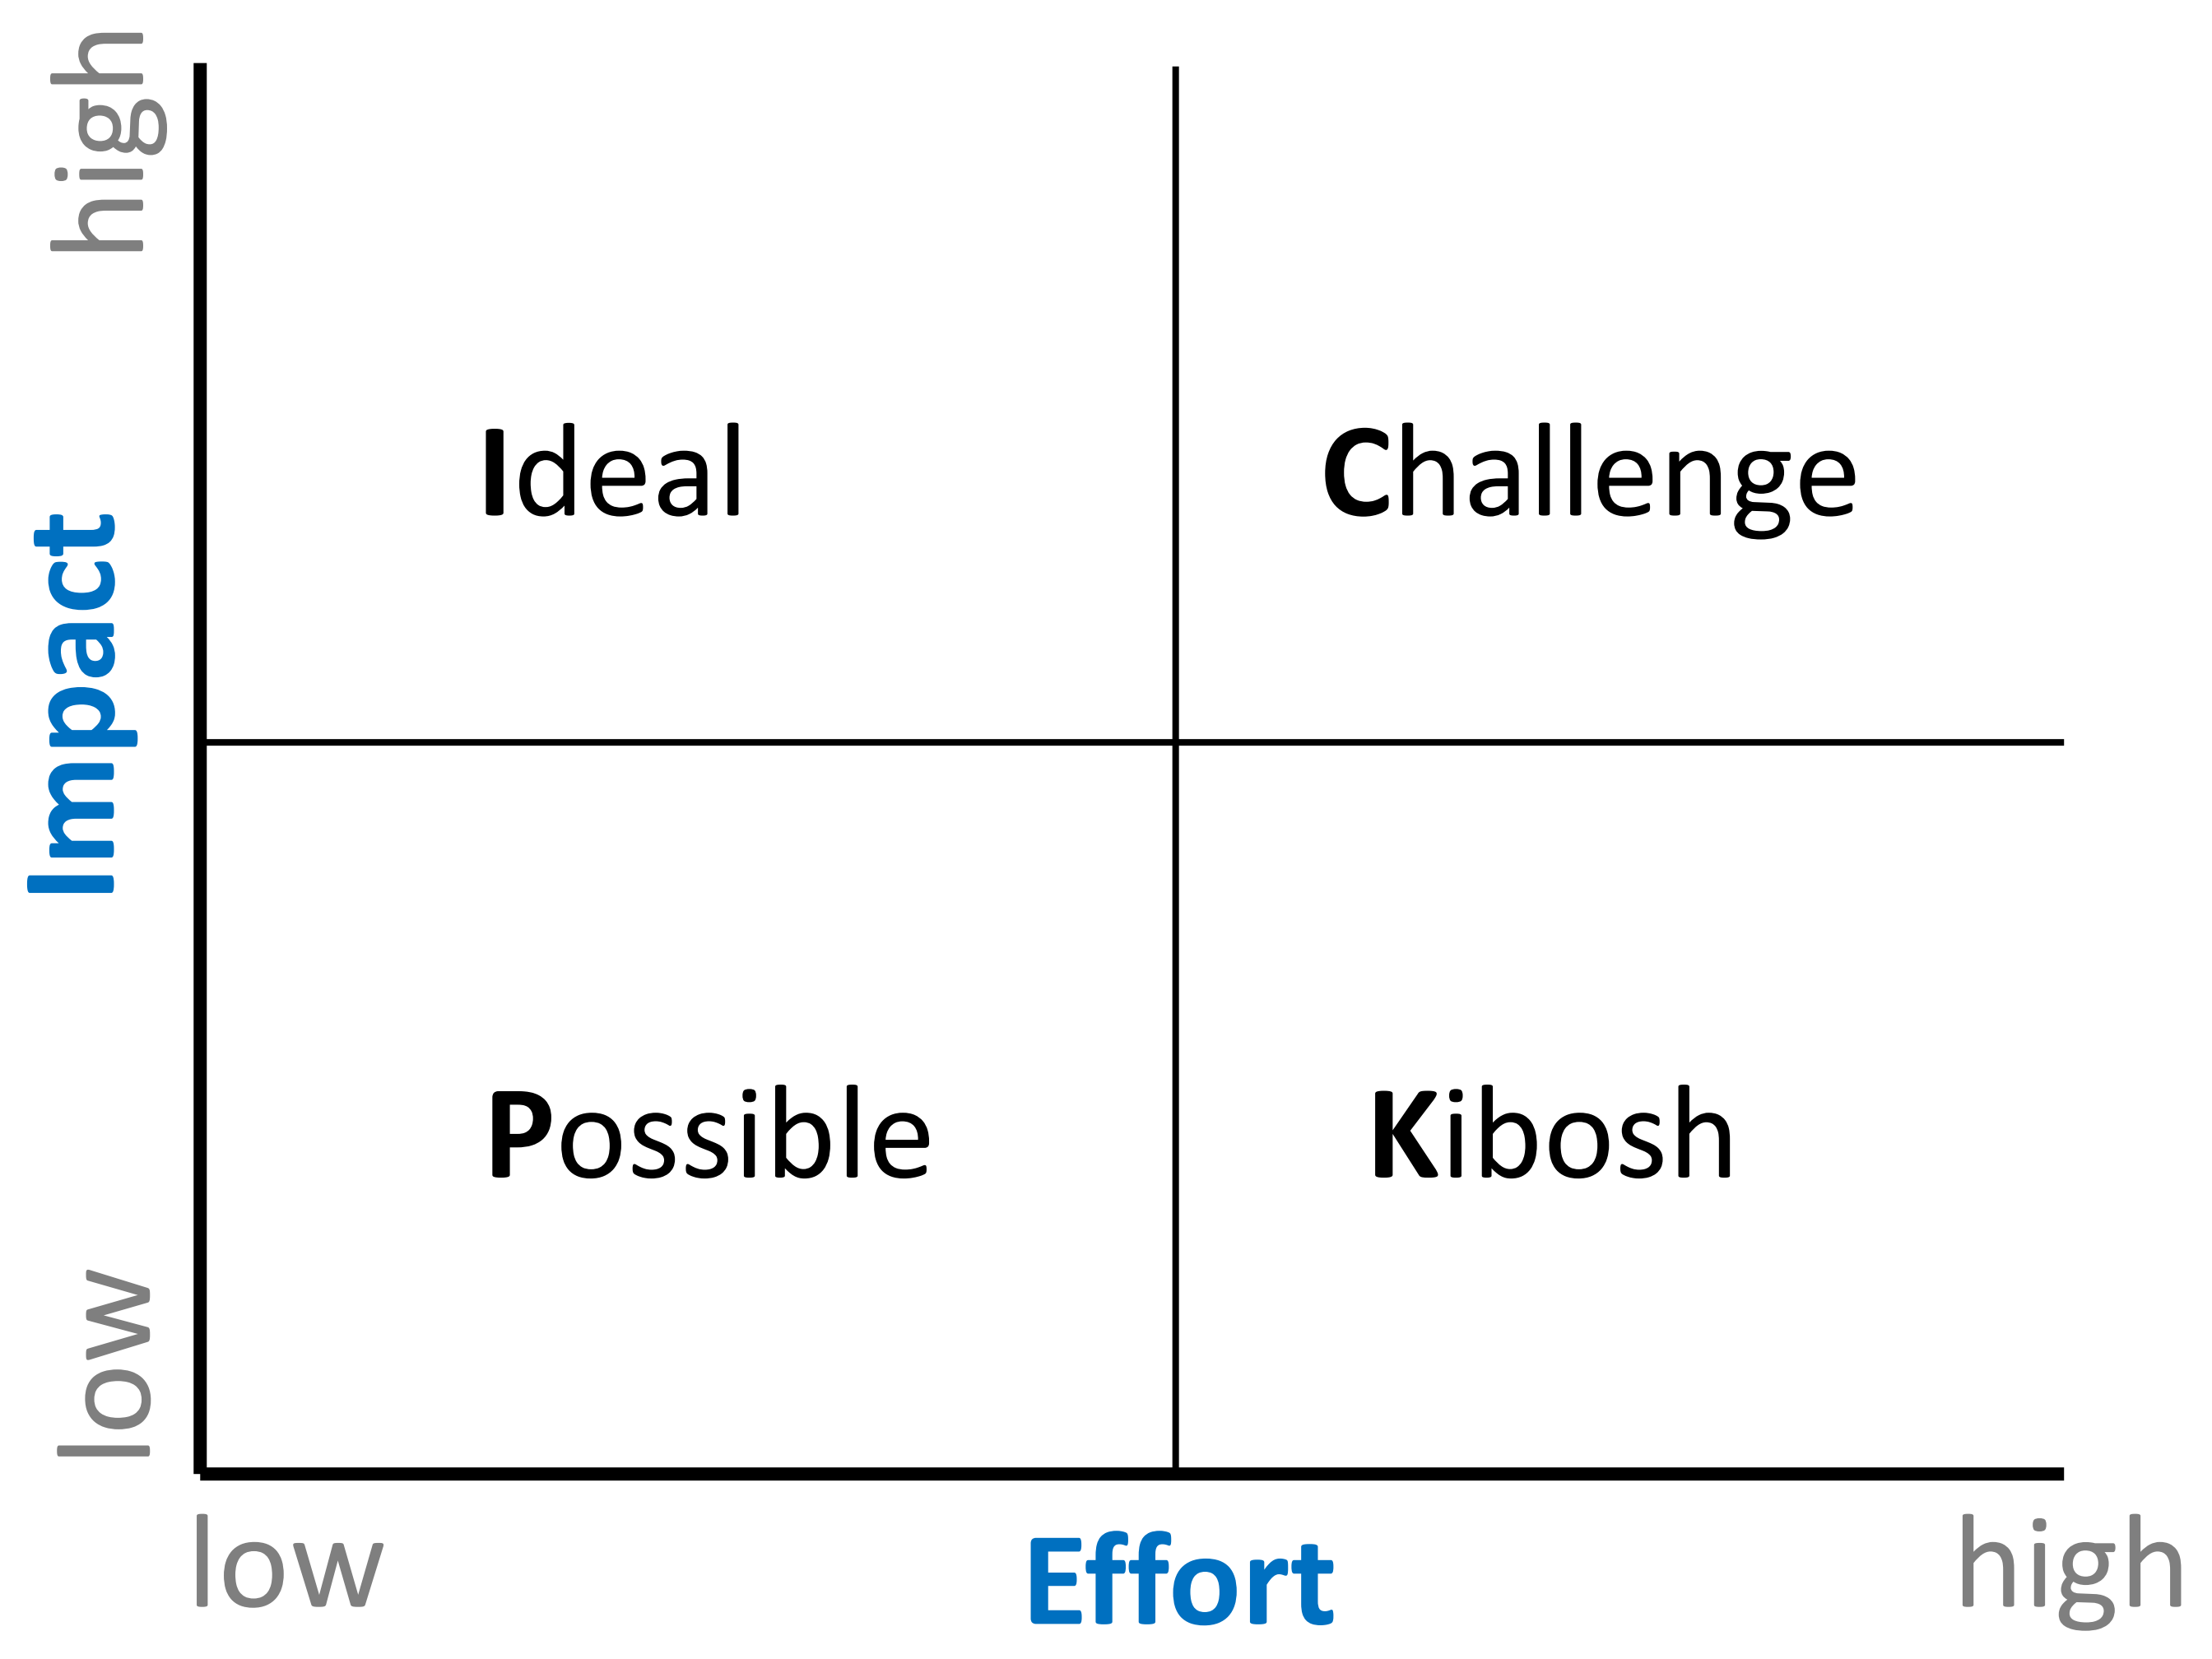 high
Ideal
Challenge
Impact
Possible
Kibosh
low
low
Effort
high